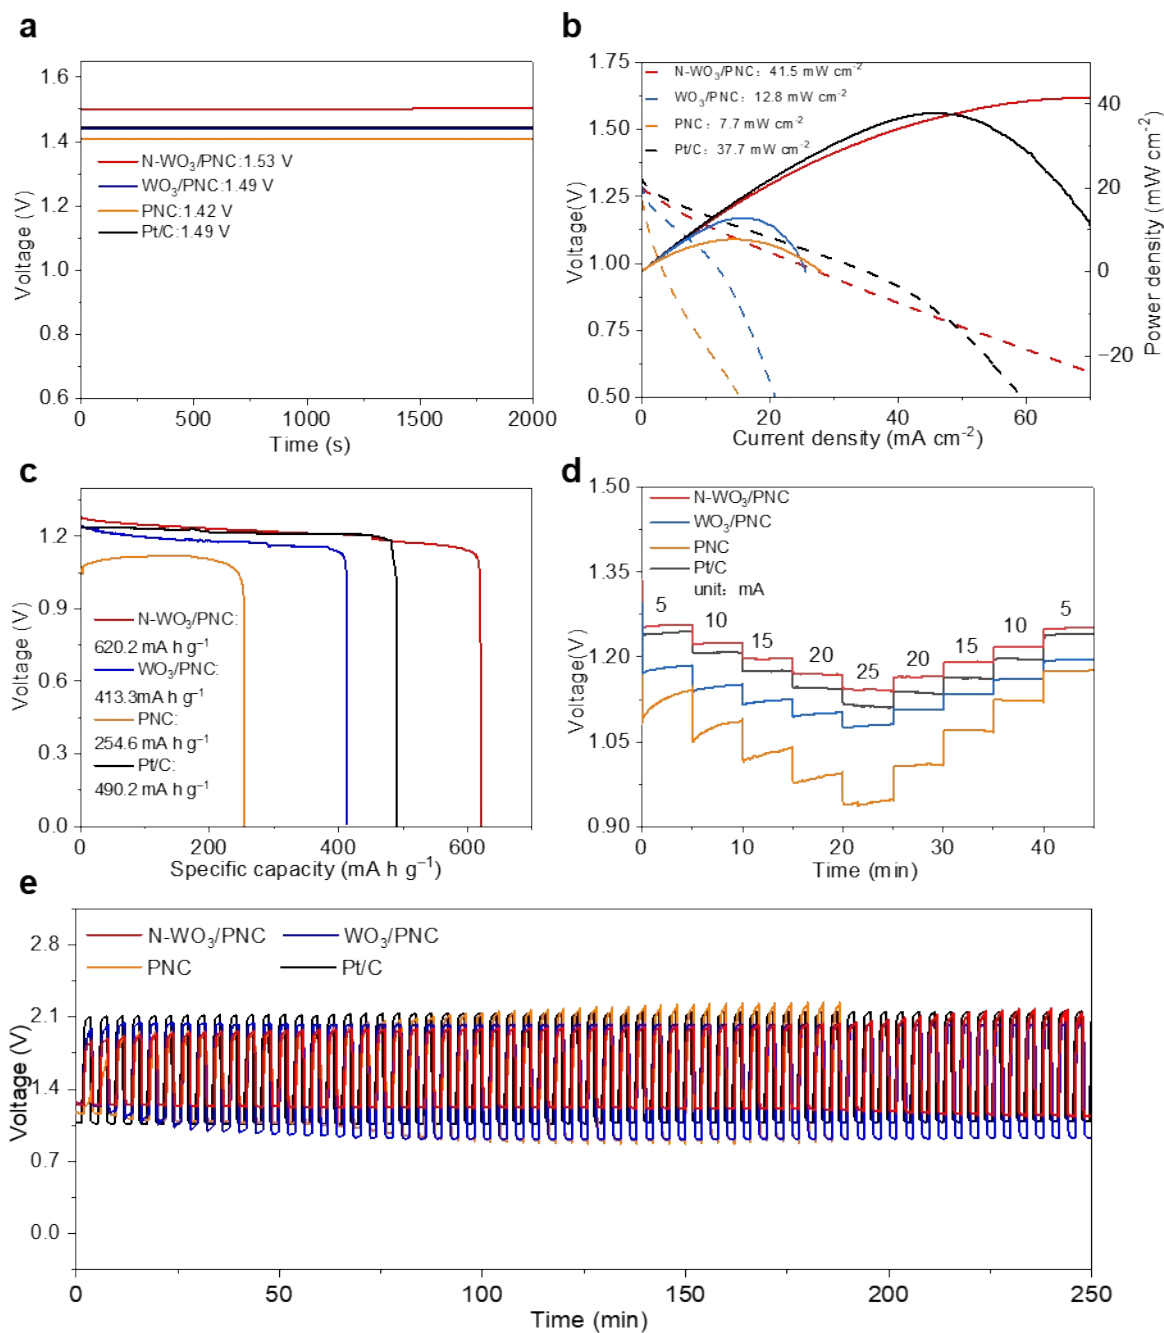 a
1.6
1.4
1.2
1.0
0.8
0.6
Voltage (V)
N-WO₃/PNC:1.53 V
WO₃/PNC:1.49 V
PNC:1.42 V
Pt/C:1.49 V
0
500
1000
1500
2000
Time (s)
b
1.75
1.50
1.25
1.00
0.75
0.50
Voltage(V)
N-WO₃/PNC: 41.5 mW cm⁻²
WO₃/PNC: 12.8 mW cm⁻²
PNC: 7.7 mW cm⁻²
Pt/C: 37.7 mW cm⁻²
40
20
0
−20
Power density (mW cm⁻²)
0
20
40
60
Current density (mA cm⁻²)
c
1.2
0.9
0.6
0.3
0.0
Voltage (V)
N-WO₃/PNC:
620.2 mA h g⁻¹
WO₃/PNC:
413.3mA h g⁻¹
PNC:
254.6 mA h g⁻¹
Pt/C:
490.2 mA h g⁻¹
0
200
400
600
Specific capacity (mA h g⁻¹)
d
1.50
1.35
1.20
1.05
0.90
Voltage(V)
N-WO₃/PNC
WO₃/PNC
PNC
Pt/C
unit: mA
5
10
15
20
25
20
15
10
5
0
10
20
30
40
Time (min)
e
2.8
2.1
1.4
0.7
0.0
Voltage (V)
N-WO₃/PNC
WO₃/PNC
PNC
Pt/C
0
50
100
150
200
250
Time (min)